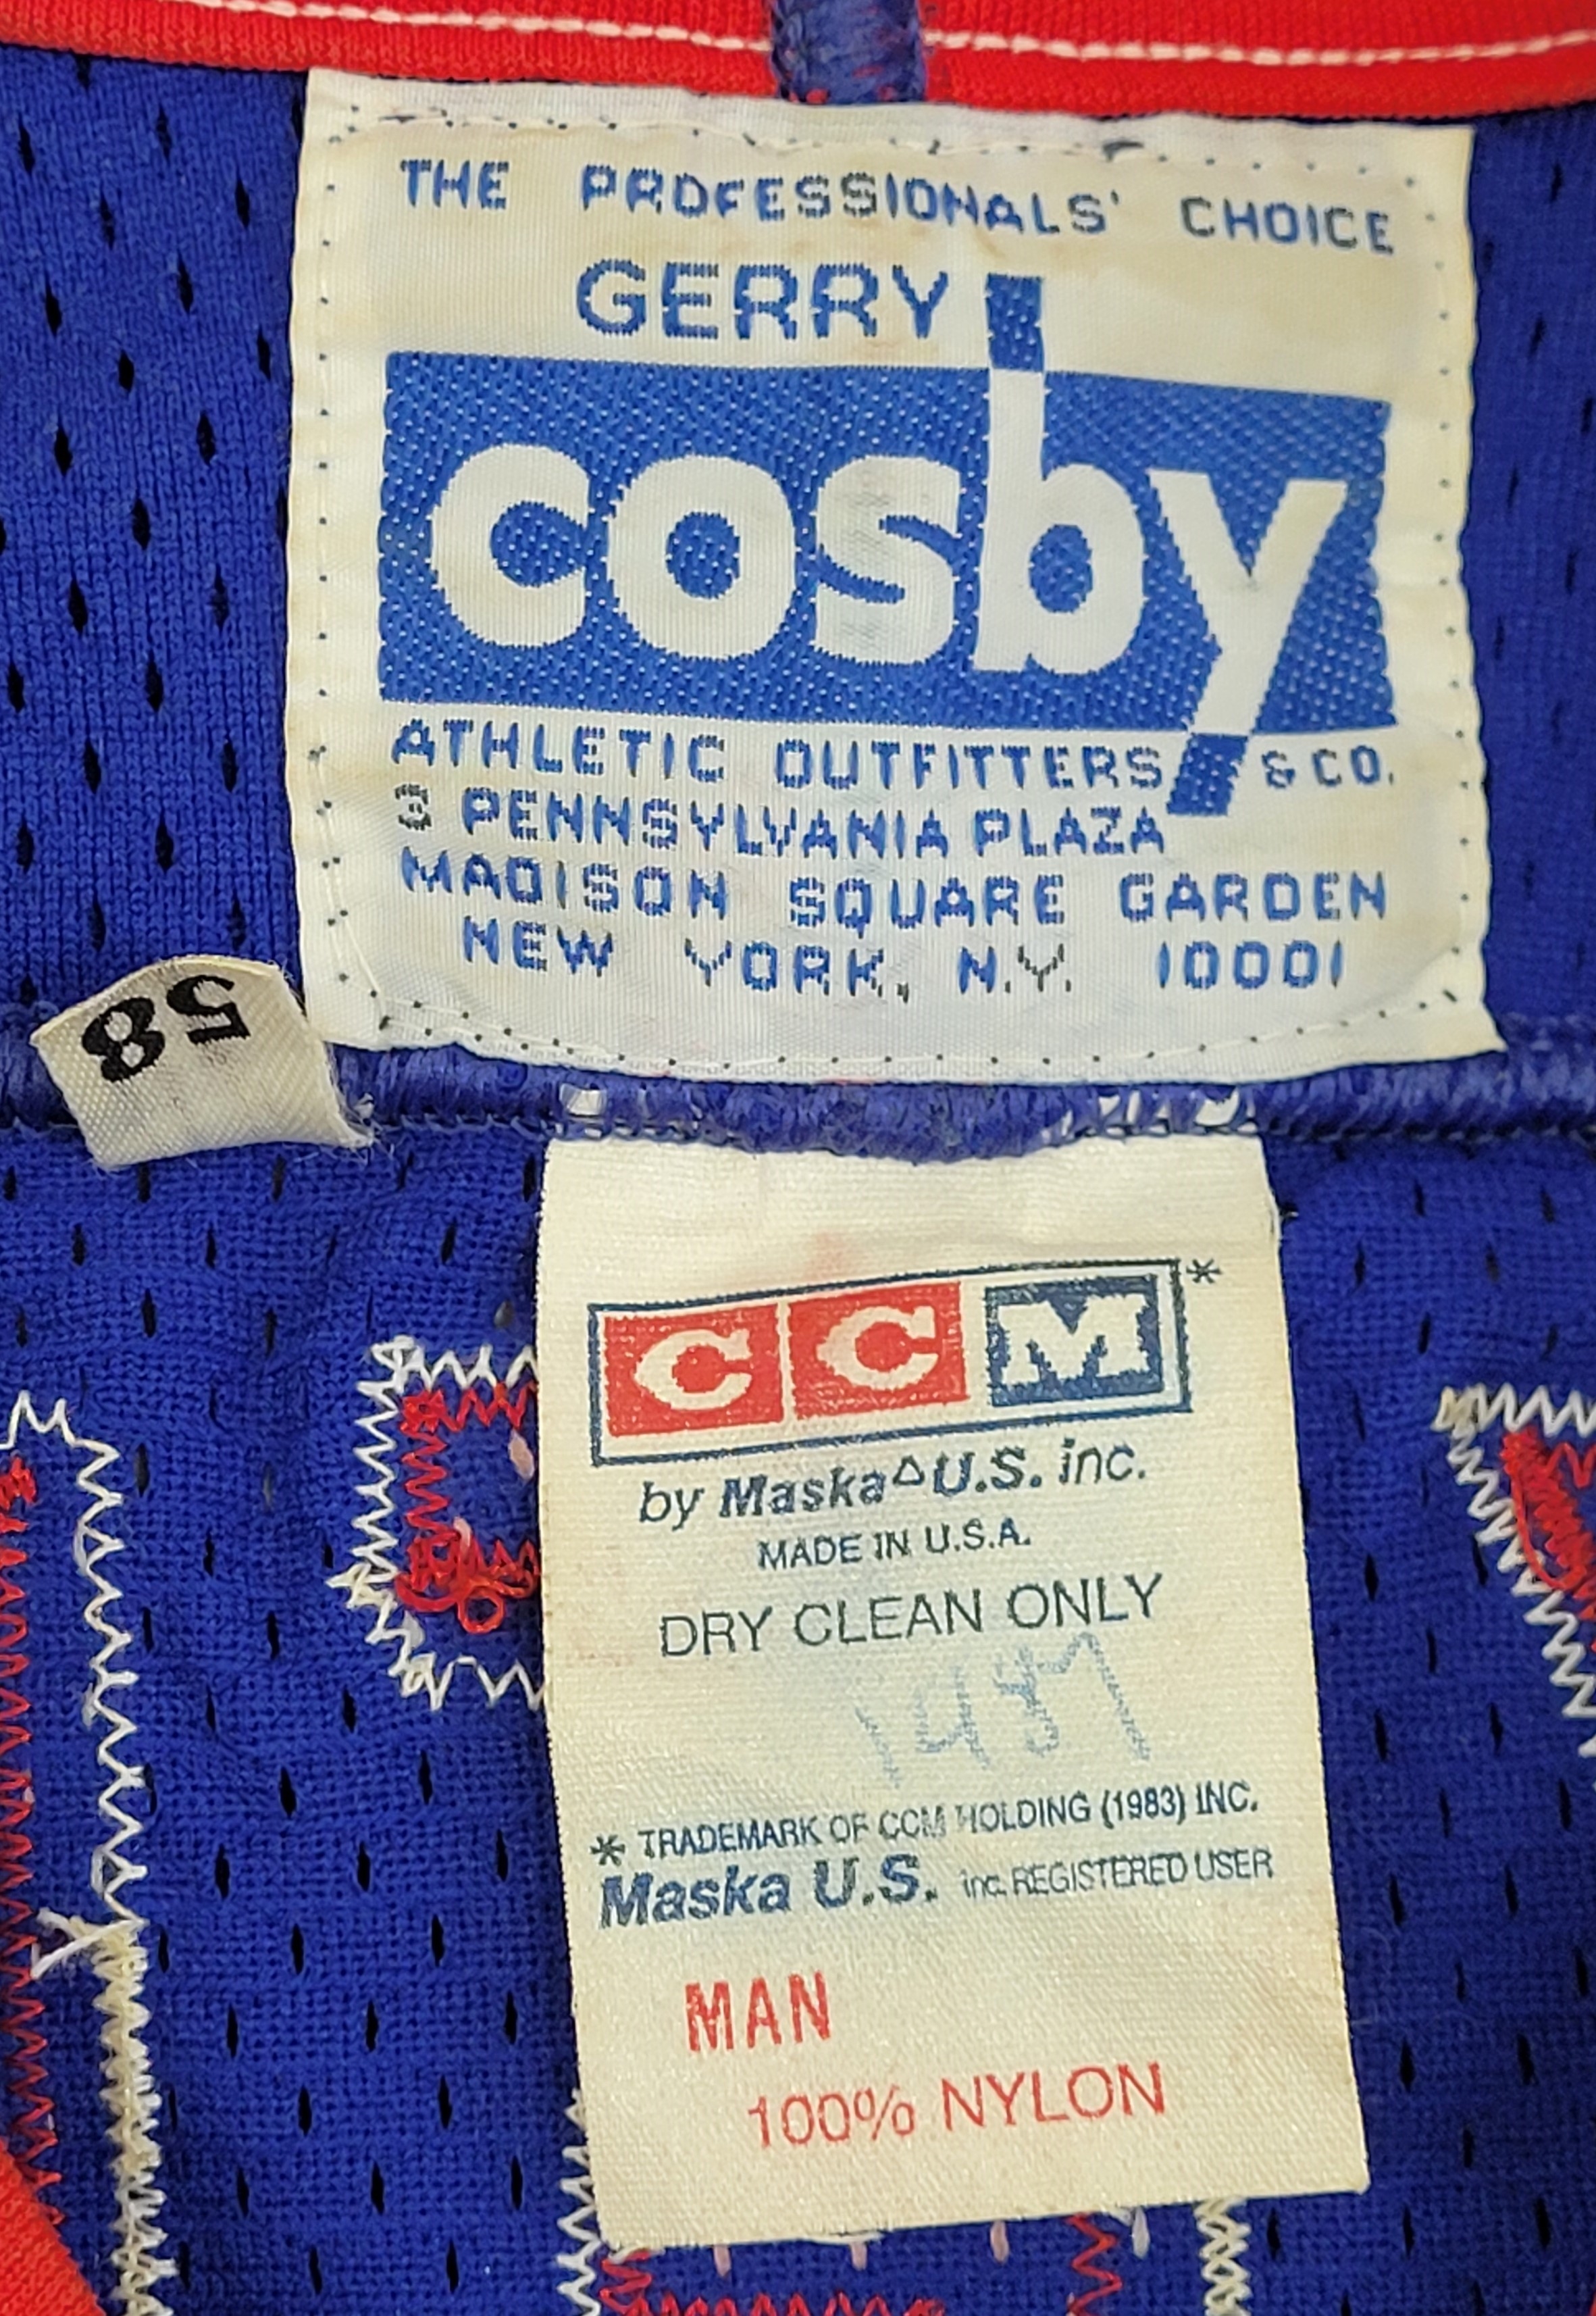 THE PROFESSIONALS' CHOICE
GERRY
cosby
ATHLETIC OUTFITTERS & CO.
3 PENNSYLVANIA PLAZA
MADISON SQUARE GARDEN
NEW YORK, N.Y. 10001
58
CCM*
by Maska△U.S. inc.
MADE IN U.S.A.
DRY CLEAN ONLY
1987
* TRADEMARK OF CCM HOLDING (1983) INC.
Maska U.S. inc. REGISTERED USER
MAN
100% NYLON